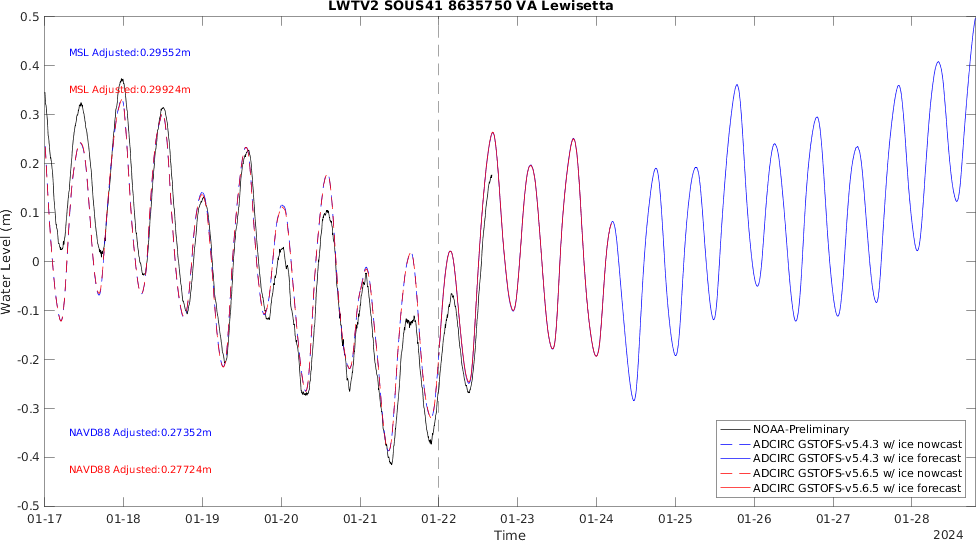 LWTV2 SOUS41 8635750 VA Lewisetta
0.5
0.4
0.3
0.2
0.1
0
-0.1
-0.2
-0.3
-0.4
-0.5
Water Level (m)
MSL Adjusted:0.29552m
MSL Adjusted:0.29924m
NAVD88 Adjusted:0.27352m
NAVD88 Adjusted:0.27724m
NOAA-Preliminary
ADCIRC GSTOFS-v5.4.3 w/ ice nowcast
ADCIRC GSTOFS-v5.4.3 w/ ice forecast
ADCIRC GSTOFS-v5.6.5 w/ ice nowcast
ADCIRC GSTOFS-v5.6.5 w/ ice forecast
01-17 01-18 01-19 01-20 01-21 01-22 01-23 01-24 01-25 01-26 01-27 01-28
Time
2024